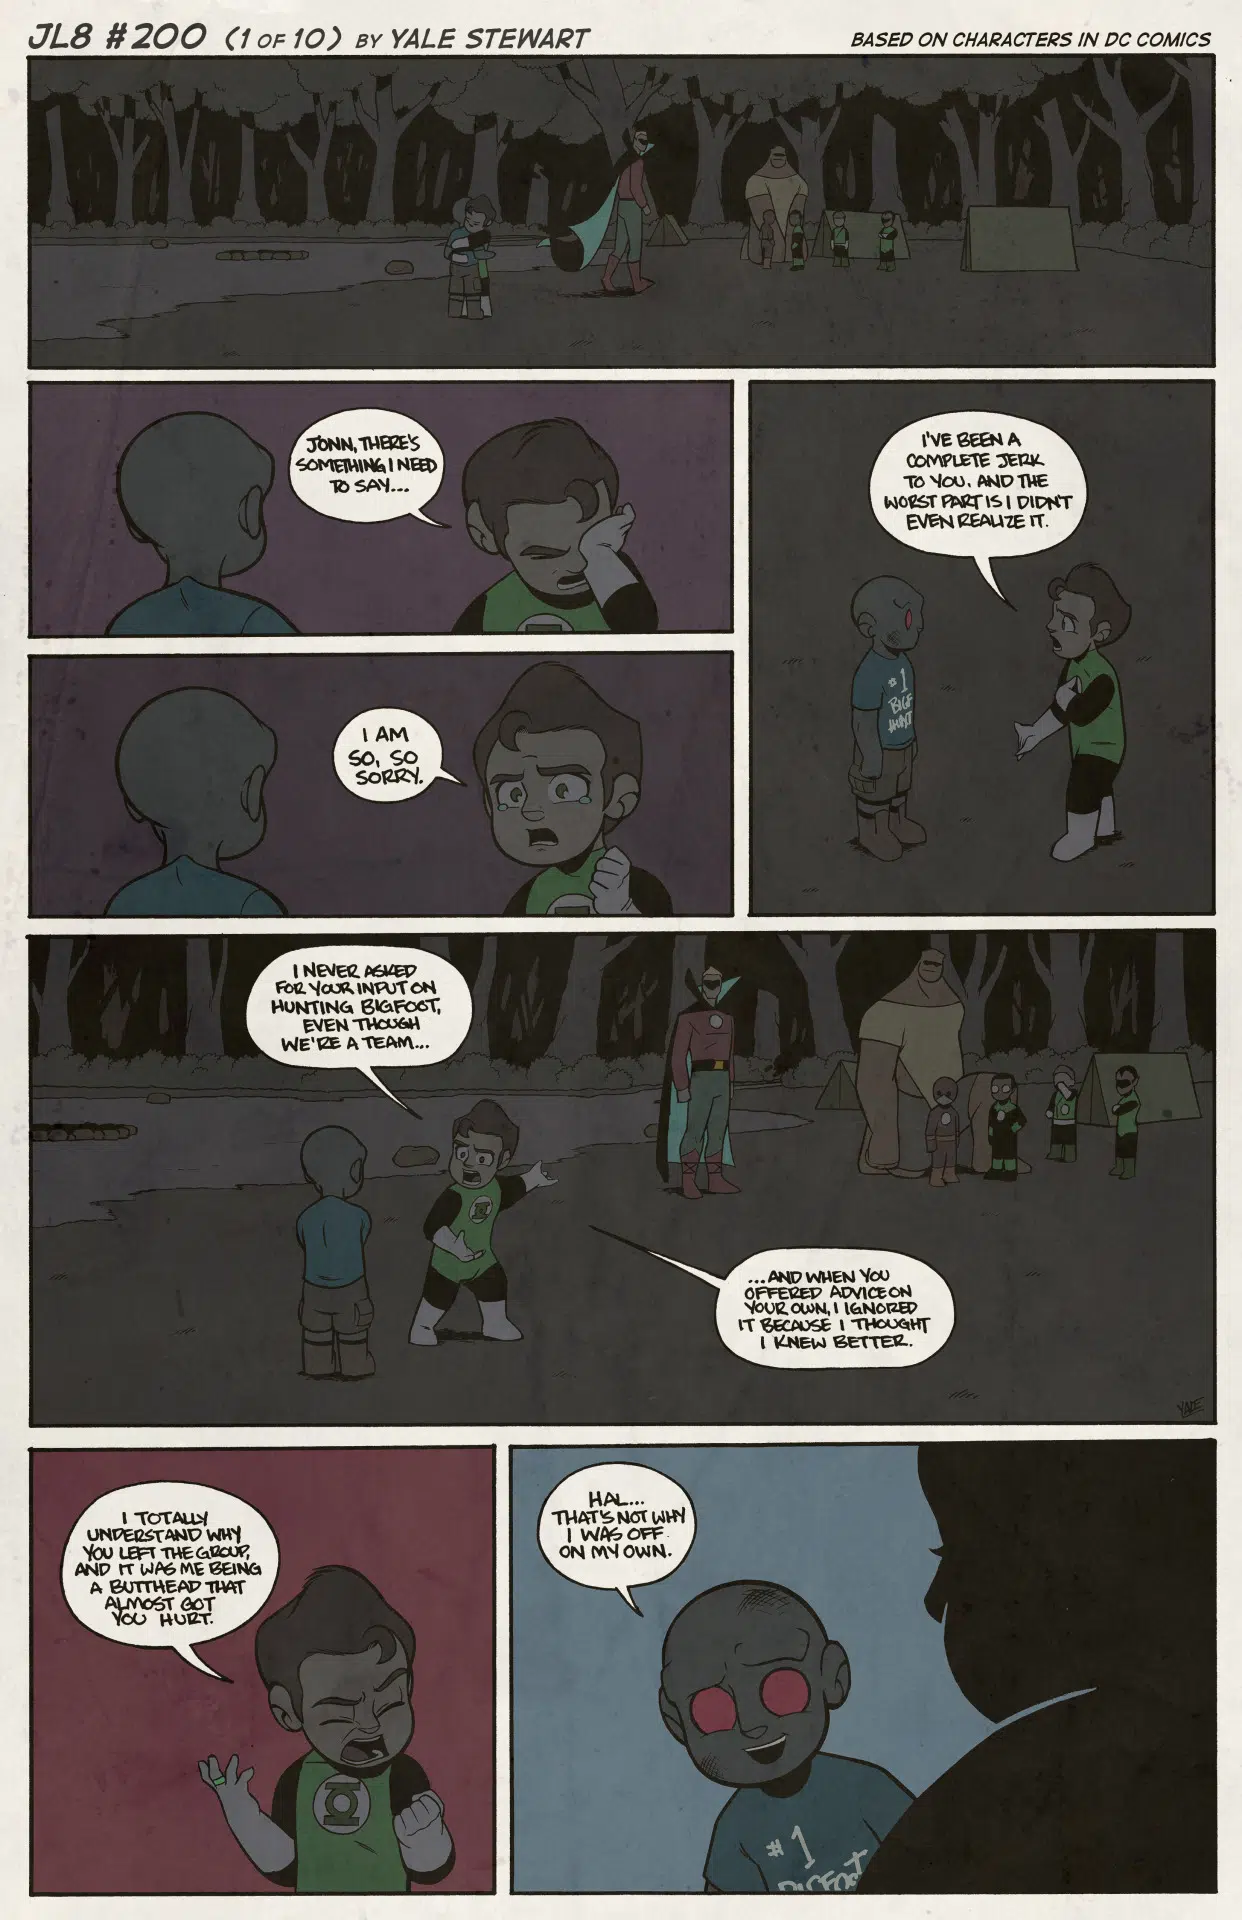 JL8 #200 (1 OF 10) BY YALE STEWART
BASED ON CHARACTERS IN DC COMICS
JONN, THERE'S
SOMETHING I NEED
TO SAY...
I'VE BEEN A
COMPLETE JERK
TO YOU. AND THE
WORST PART IS I DIDN'T
EVEN REALIZE IT.
#1
BIGF
HUNT
I AM
SO, SO
SORRY.
I NEVER ASKED
FOR YOUR INPUT ON
HUNTING BIGFOOT,
EVEN THOUGH
WE'RE A TEAM...
...AND WHEN YOU
OFFERED ADVICE ON
YOUR OWN, I IGNORED
IT BECAUSE I THOUGHT
I KNEW BETTER.
YALE
I TOTALLY
UNDERSTAND WHY
YOU LEFT THE GROUP,
AND IT WAS ME BEING
A BUTTHEAD THAT
ALMOST GOT
YOU HURT.
HAL...
THAT'S NOT WHY
I WAS OFF
ON MY OWN.
#1
BIGFOOT